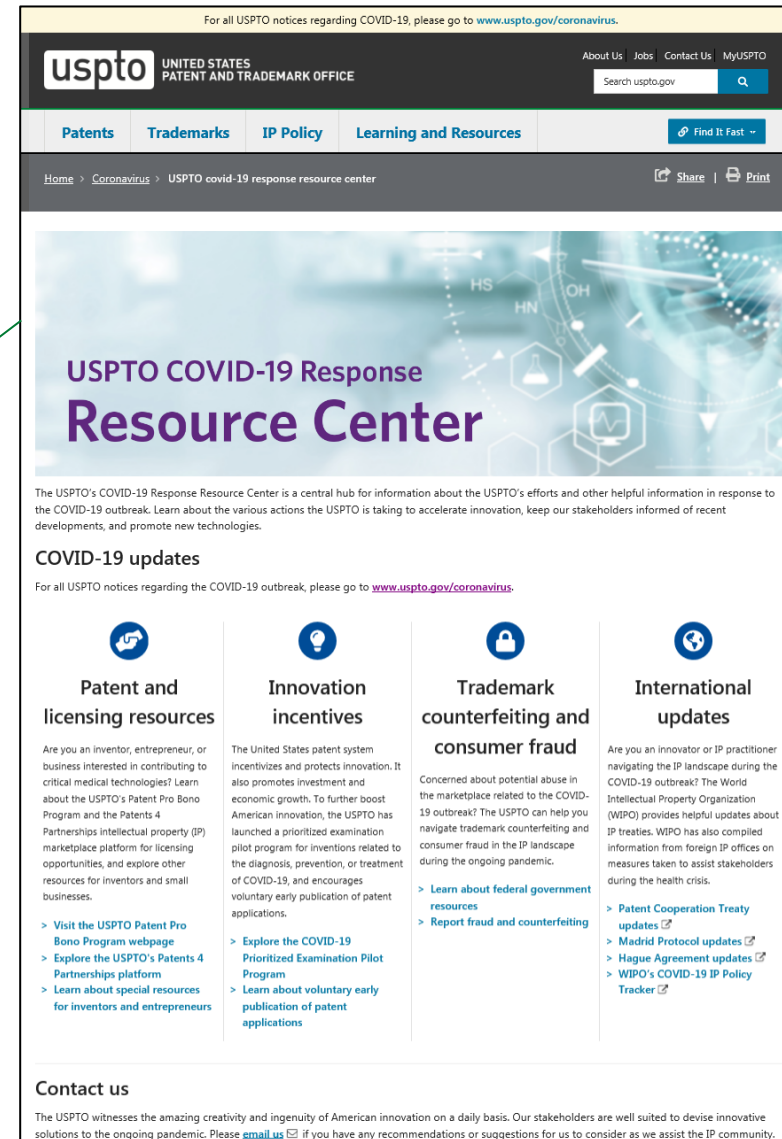 For all USPTO notices regarding COVID-19, please go to www.uspto.gov/coronavirus.
About Us Jobs Contact Us MyUSPTO
uspto UNITED STATES
PATENT AND TRADEMARK OFFICE
Search uspto.gov
Patents Trademarks IP Policy Learning and Resources Find It Fast
Home > Coronavirus > USPTO covid-19 response resource center Share | Print
HS
OH
HN
USPTO COVID-19 Response
Resource Center
The USPTO's COVID-19 Response Resource Center is a central hub for information about the USPTO's efforts and other helpful information in response to
the COVID-19 outbreak. Learn about the various actions the USPTO is taking to accelerate innovation, keep our stakeholders informed of recent
developments, and promote new technologies.
COVID-19 updates
For all USPTO notices regarding the COVID-19 outbreak, please go to www.uspto.gov/coronavirus.
Patent and
licensing resources
Are you an inventor, entrepreneur, or
business interested in contributing to
critical medical technologies? Learn
about the USPTO's Patent Pro Bono
Program and the Patents 4
Partnerships intellectual property (IP)
marketplace platform for licensing
opportunities, and explore other
resources for inventors and small
businesses.
> Visit the USPTO Patent Pro
Bono Program webpage
> Explore the USPTO's Patents 4
Partnerships platform
> Learn about special resources
for inventors and entrepreneurs
Innovation
incentives
The United States patent system
incentivizes and protects innovation. It
also promotes investment and
economic growth. To further boost
American innovation, the USPTO has
launched a prioritized examination
pilot program for inventions related to
the diagnosis, prevention, or treatment
of COVID-19, and encourages
voluntary early publication of patent
applications.
> Explore the COVID-19
Prioritized Examination Pilot
Program
> Learn about voluntary early
publication of patent
applications
Trademark
counterfeiting and
consumer fraud
Concerned about potential abuse in
the marketplace related to the COVID-
19 outbreak? The USPTO can help you
navigate trademark counterfeiting and
consumer fraud in the IP landscape
during the ongoing pandemic.
> Learn about federal government
resources
> Report fraud and counterfeiting
International
updates
Are you an innovator or IP practitioner
navigating the IP landscape during the
COVID-19 outbreak? The World
Intellectual Property Organization
(WIPO) provides helpful updates about
IP treaties. WIPO has also compiled
information from foreign IP offices on
measures taken to assist stakeholders
during the health crisis.
> Patent Cooperation Treaty
updates
> Madrid Protocol updates
> Hague Agreement updates
> WIPO's COVID-19 IP Policy
Tracker
Contact us
The USPTO witnesses the amazing creativity and ingenuity of American innovation on a daily basis. Our stakeholders are well suited to devise innovative
solutions to the ongoing pandemic. Please email us if you have any recommendations or suggestions for us to consider as we assist the IP community.